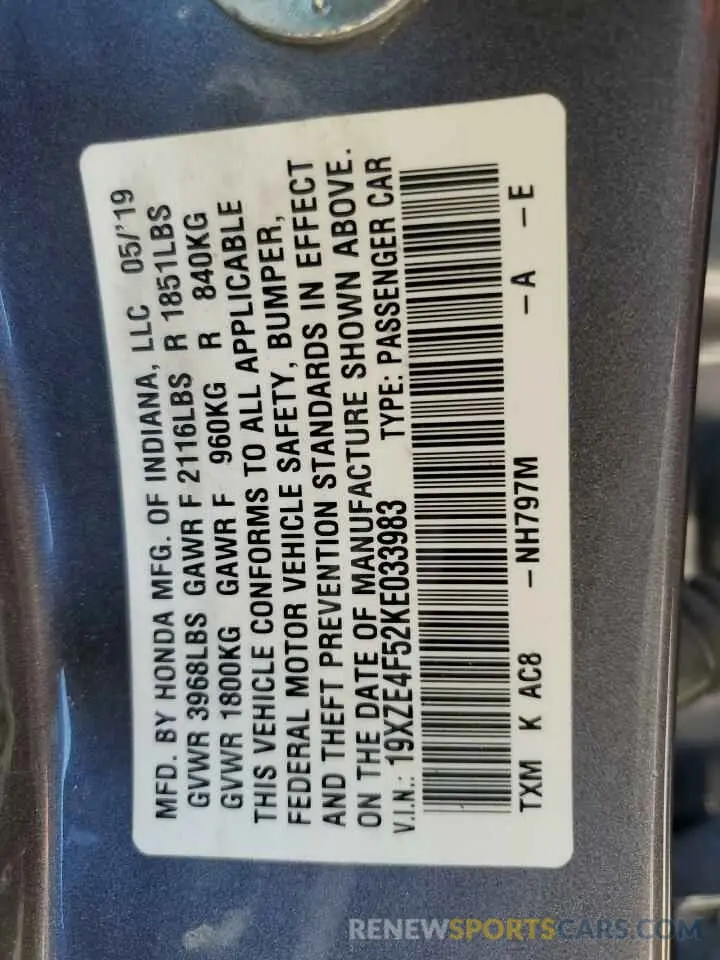 MFD. BY HONDA MFG. OF INDIANA, LLC 05/'19
GVWR 3968LBS GAWR F 2116LBS R 1851LBS
GVWR 1800KG GAWR F 960KG R 840KG
THIS VEHICLE CONFORMS TO ALL APPLICABLE
FEDERAL MOTOR VEHICLE SAFETY, BUMPER,
AND THEFT PREVENTION STANDARDS IN EFFECT
ON THE DATE OF MANUFACTURE SHOWN ABOVE.
V.I.N.: 19XZE4F52KE033983 TYPE: PASSENGER CAR
TXM K AC8 -NH797M -A -E
RENEWSPORTSCARS.COM